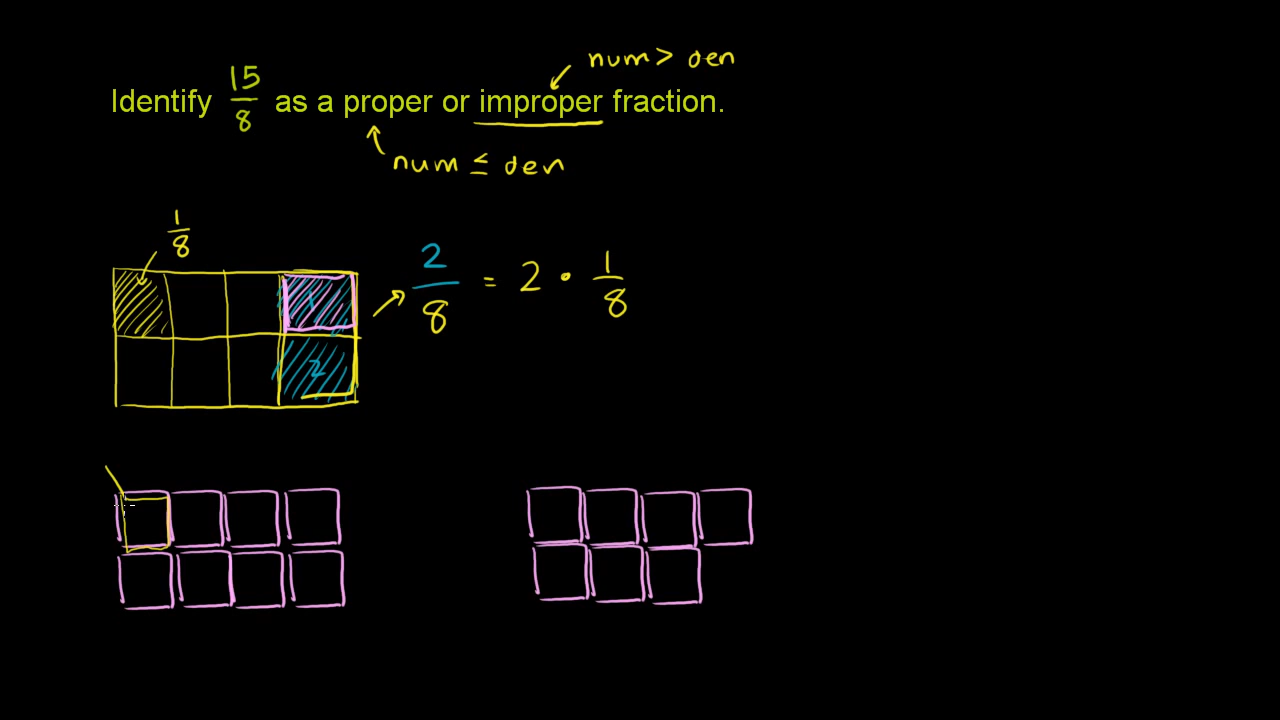 num > den
Identify 15/8 as a proper or improper fraction.
num ≤ den
1/8
2/8 = 2 · 1/8
1
2